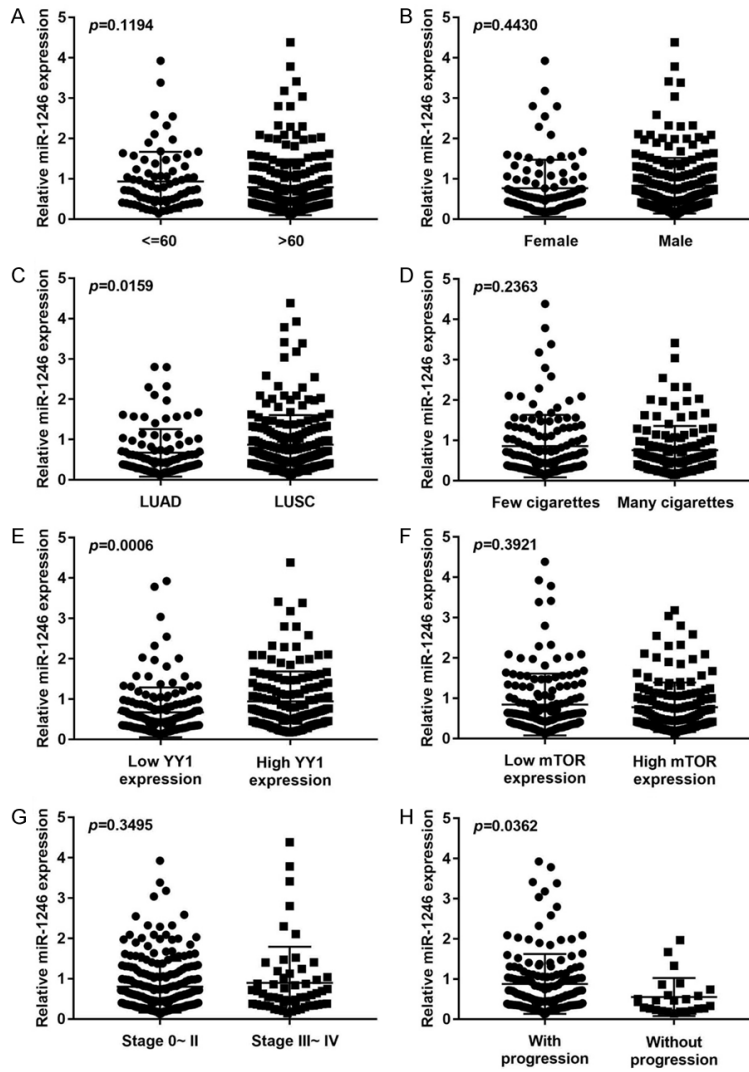 A
p=0.1194
Relative miR-1246 expression
5
4
3
2
1
0
<=60 >60
B
p=0.4430
Relative miR-1246 expression
5
4
3
2
1
0
Female Male
C
p=0.0159
Relative miR-1246 expression
5
4
3
2
1
0
LUAD LUSC
D
p=0.2363
Relative miR-1246 expression
5
4
3
2
1
0
Few cigarettes Many cigarettes
E
p=0.0006
Relative miR-1246 expression
5
4
3
2
1
0
Low YY1 High YY1
expression expression
F
p=0.3921
Relative miR-1246 expression
5
4
3
2
1
0
Low mTOR High mTOR
expression expression
G
p=0.3495
Relative miR-1246 expression
5
4
3
2
1
0
Stage 0~ II Stage III~ IV
H
p=0.0362
Relative miR-1246 expression
5
4
3
2
1
0
With Without
progression progression